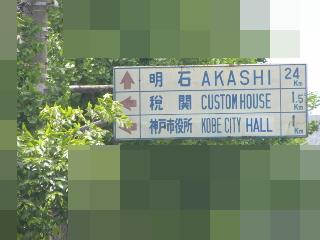 ↑ 明石 AKASHI 24Km
← 税関 CUSTOM HOUSE 1.5Km
← 神戸市役所 KOBE CITY HALL 1Km